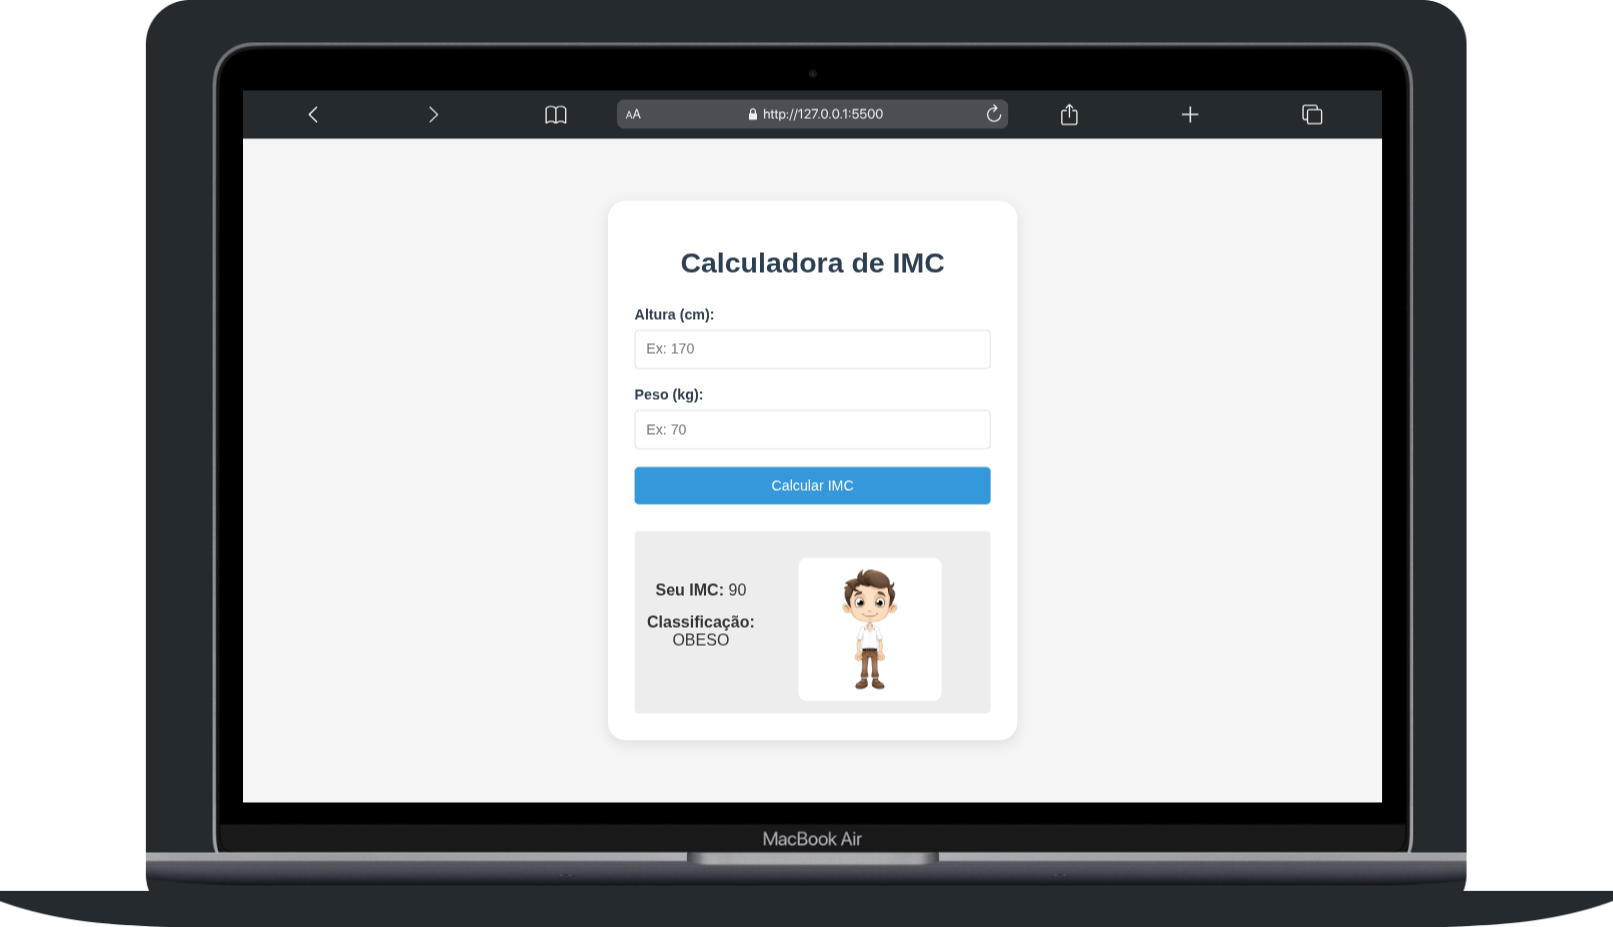 AA
http://127.0.0.1:5500
Calculadora de IMC
Altura (cm):
Ex: 170
Peso (kg):
Ex: 70
Calcular IMC
Seu IMC: 90
Classificação:
OBESO
MacBook Air